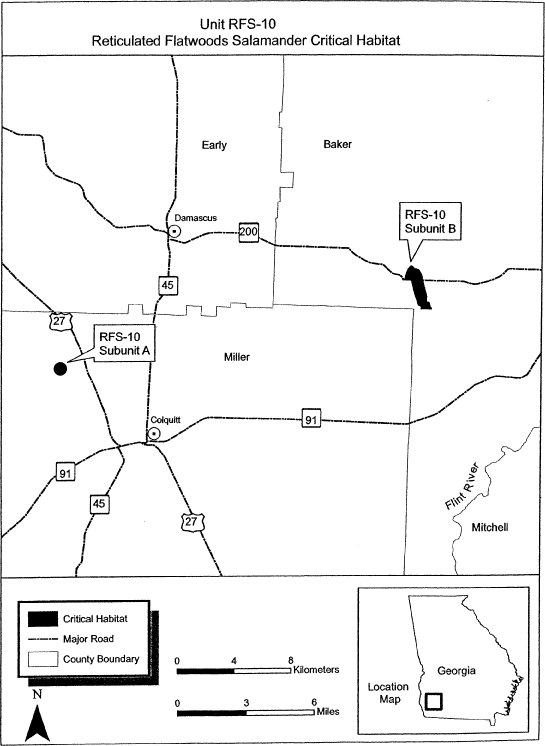 Unit RFS-10
Reticulated Flatwoods Salamander Critical Habitat
Early
Baker
Damascus
200
RFS-10
Subunit B
45
27
RFS-10
Subunit A
Miller
Colquitt
91
91
45
27
Flint River
Mitchell
Critical Habitat
Major Road
County Boundary
N
0 4 8
Kilometers
0 3 6
Miles
Georgia
Location
Map